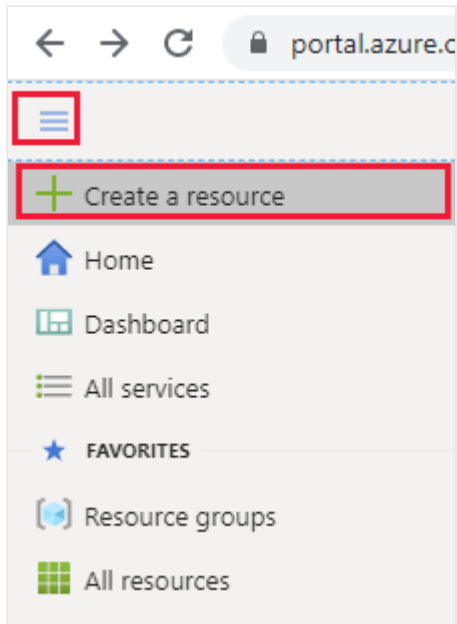 portal.azure.c
Create a resource
Home
Dashboard
All services
FAVORITES
Resource groups
All resources